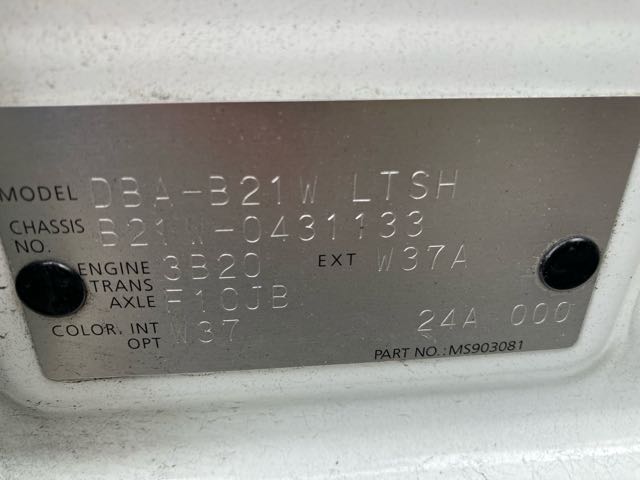 MODEL DBA-B21W LTSH
CHASSIS NO. B21W-0431133
ENGINE 3B20 EXT W37A
TRANS AXLE F1CJB
COLOR. INT OPT W37 24A-000
PART NO.: MS903081